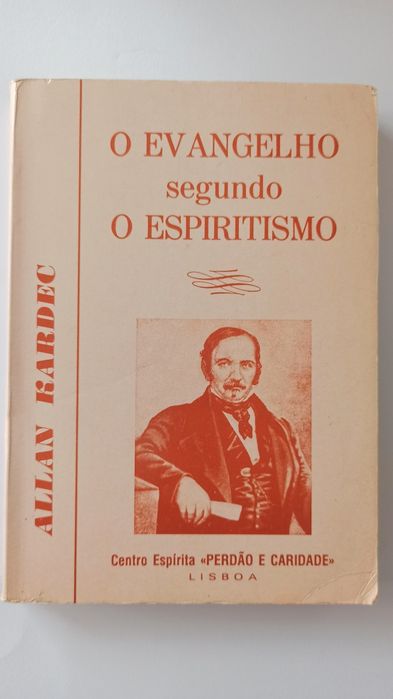 O EVANGELHO
segundo
O ESPIRITISMO
ALLAN KARDEC
Centro Espírita «PERDÃO E CARIDADE»
LISBOA